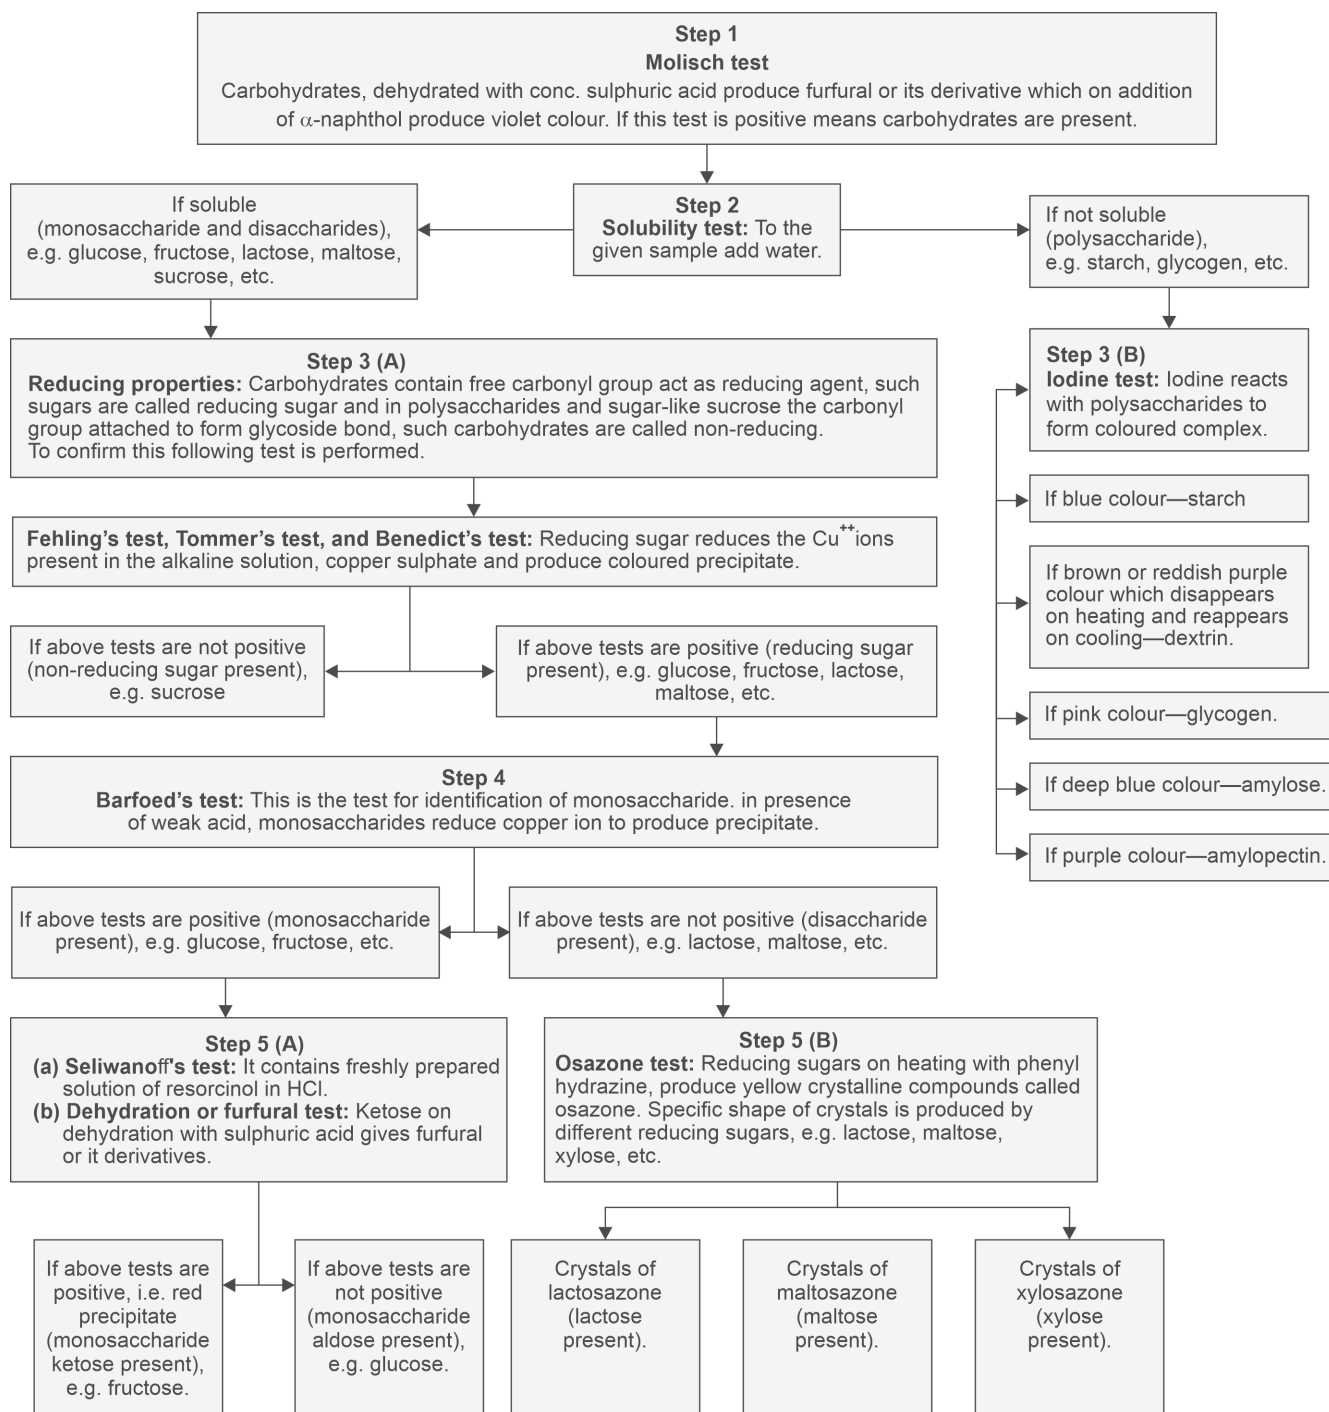 Step 1
Molisch test
Carbohydrates, dehydrated with conc. sulphuric acid produce furfural or its derivative which on addition
of α-naphthol produce violet colour. If this test is positive means carbohydrates are present.
If soluble
(monosaccharide and disaccharides),
e.g. glucose, fructose, lactose, maltose,
sucrose, etc.
Step 2
Solubility test: To the
given sample add water.
If not soluble
(polysaccharide),
e.g. starch, glycogen, etc.
Step 3 (A)
Reducing properties: Carbohydrates contain free carbonyl group act as reducing agent, such
sugars are called reducing sugar and in polysaccharides and sugar-like sucrose the carbonyl
group attached to form glycoside bond, such carbohydrates are called non-reducing.
To confirm this following test is performed.
Fehling's test, Tommer's test, and Benedict's test: Reducing sugar reduces the Cu⁺⁺ions
present in the alkaline solution, copper sulphate and produce coloured precipitate.
If above tests are not positive
(non-reducing sugar present),
e.g. sucrose
If above tests are positive (reducing sugar
present), e.g. glucose, fructose, lactose,
maltose, etc.
Step 3 (B)
Iodine test: Iodine reacts
with polysaccharides to
form coloured complex.
If blue colour—starch
If brown or reddish purple
colour which disappears
on heating and reappears
on cooling—dextrin.
If pink colour—glycogen.
If deep blue colour—amylose.
If purple colour—amylopectin.
Step 4
Barfoed's test: This is the test for identification of monosaccharide. in presence
of weak acid, monosaccharides reduce copper ion to produce precipitate.
If above tests are positive (monosaccharide
present), e.g. glucose, fructose, etc.
If above tests are not positive (disaccharide
present), e.g. lactose, maltose, etc.
Step 5 (A)
(a) Seliwanoff's test: It contains freshly prepared
solution of resorcinol in HCl.
(b) Dehydration or furfural test: Ketose on
dehydration with sulphuric acid gives furfural
or it derivatives.
Step 5 (B)
Osazone test: Reducing sugars on heating with phenyl
hydrazine, produce yellow crystalline compounds called
osazone. Specific shape of crystals is produced by
different reducing sugars, e.g. lactose, maltose,
xylose, etc.
If above tests are
positive, i.e. red
precipitate
(monosaccharide
ketose present),
e.g. fructose.
If above tests are
not positive
(monosaccharide
aldose present),
e.g. glucose.
Crystals of
lactosazone
(lactose
present).
Crystals of
maltosazone
(maltose
present).
Crystals of
xylosazone
(xylose
present).